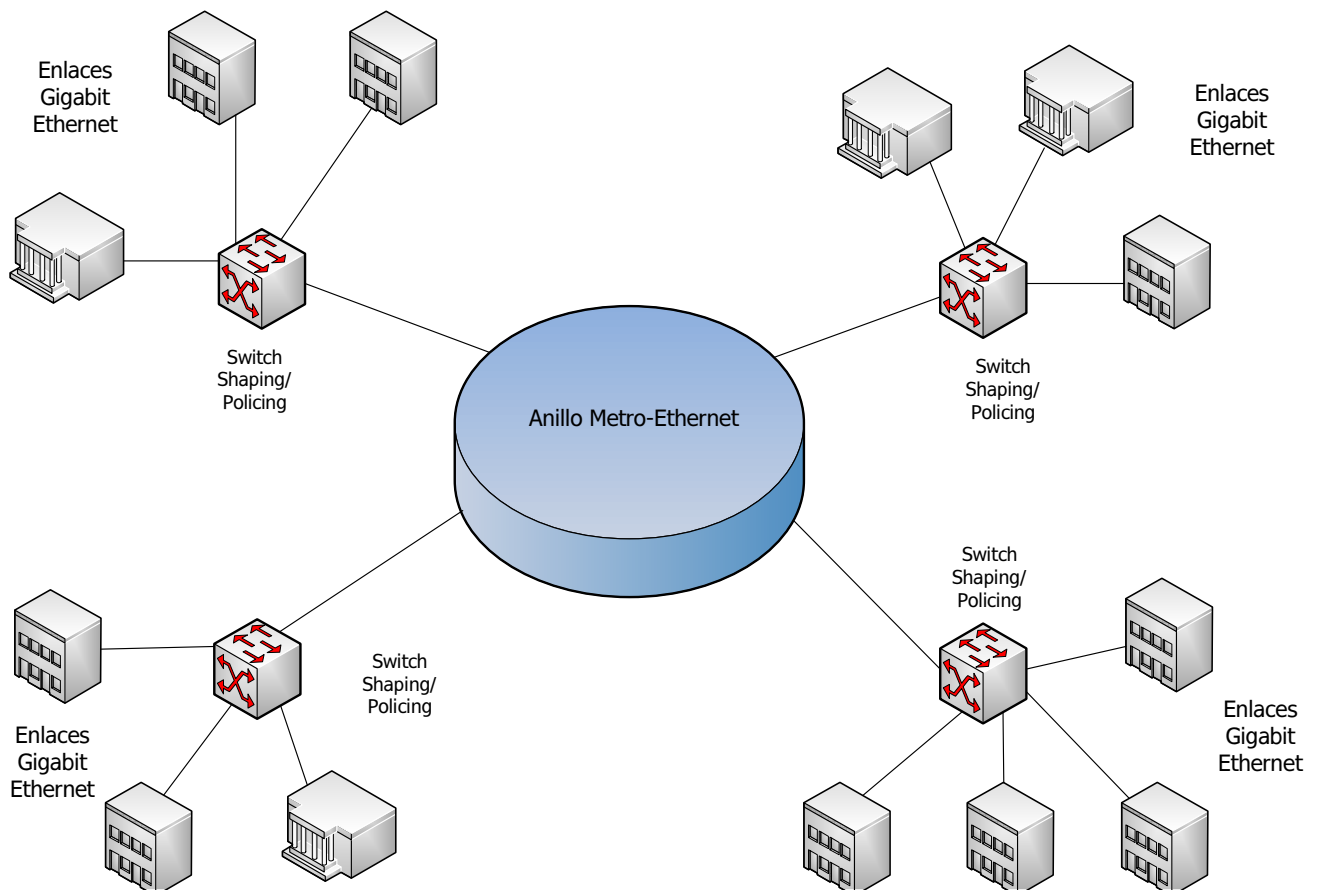 Enlaces
Gigabit
Ethernet
Enlaces
Gigabit
Ethernet
Switch
Shaping/
Policing
Switch
Shaping/
Policing
Anillo Metro-Ethernet
Switch
Shaping/
Policing
Switch
Shaping/
Policing
Enlaces
Gigabit
Ethernet
Enlaces
Gigabit
Ethernet